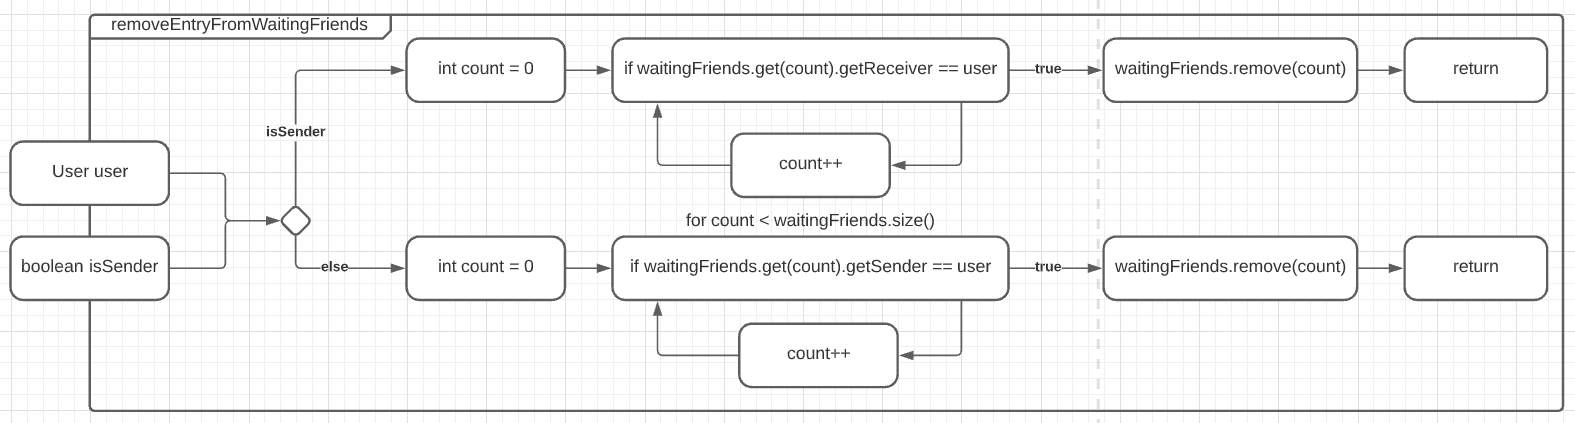 removeEntryFromWaitingFriends
int count = 0
if waitingFriends.get(count).getReceiver == user
true
waitingFriends.remove(count)
return
isSender
count++
User user
for count < waitingFriends.size()
boolean isSender
else
int count = 0
if waitingFriends.get(count).getSender == user
true
waitingFriends.remove(count)
return
count++